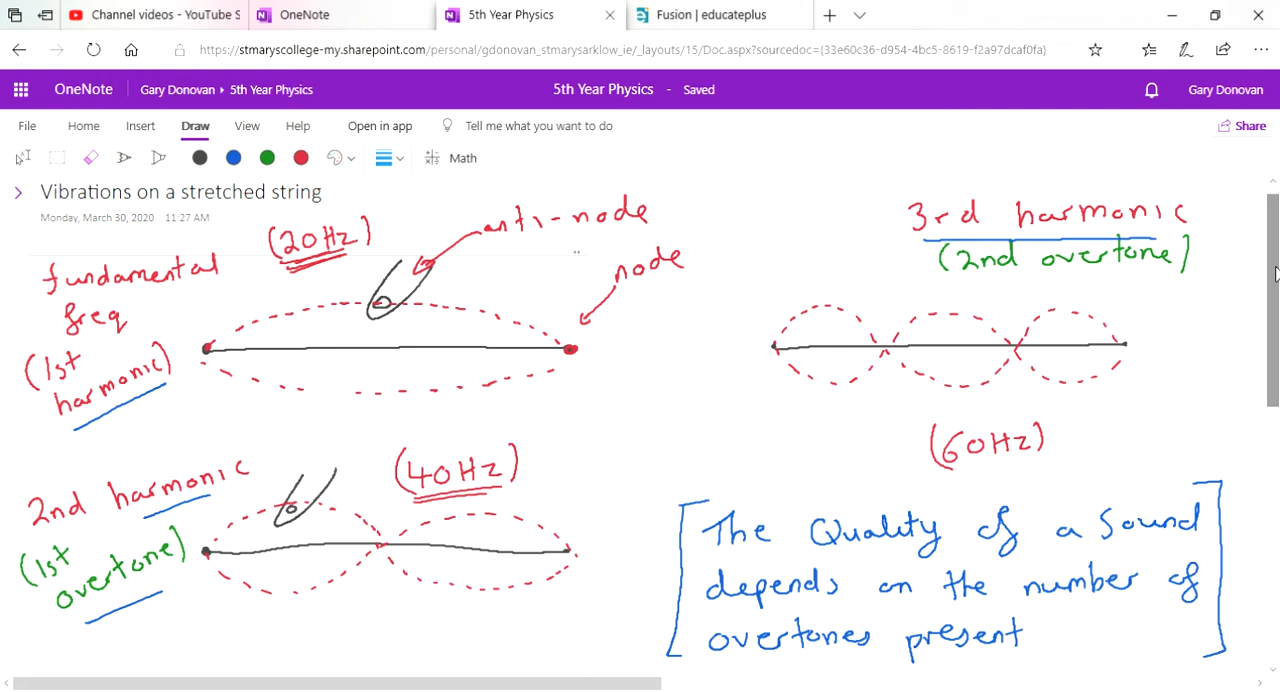 Channel videos - YouTube S
OneNote
5th Year Physics
Fusion | educateplus
https://stmaryscollege-my.sharepoint.com/personal/gdonovan_stmarysarklow_ie/_layouts/15/Doc.aspx?sourcedoc={33e60c36-d954-4bc5-8619-f2a97dcaf0fa}
OneNote
Gary Donovan › 5th Year Physics
5th Year Physics - Saved
Gary Donovan
File Home Insert Draw View Help Open in app Tell me what you want to do
Share
Math
Vibrations on a stretched string
Monday, March 30, 2020 11:27 AM
(20Hz)
anti-node
node
fundamental
freq
(1st
harmonic)
2nd harmonic
(1st
overtone)
(40Hz)
3rd harmonic
(2nd overtone)
(60Hz)
[The Quality of a Sound
depends on the number of
overtones present]